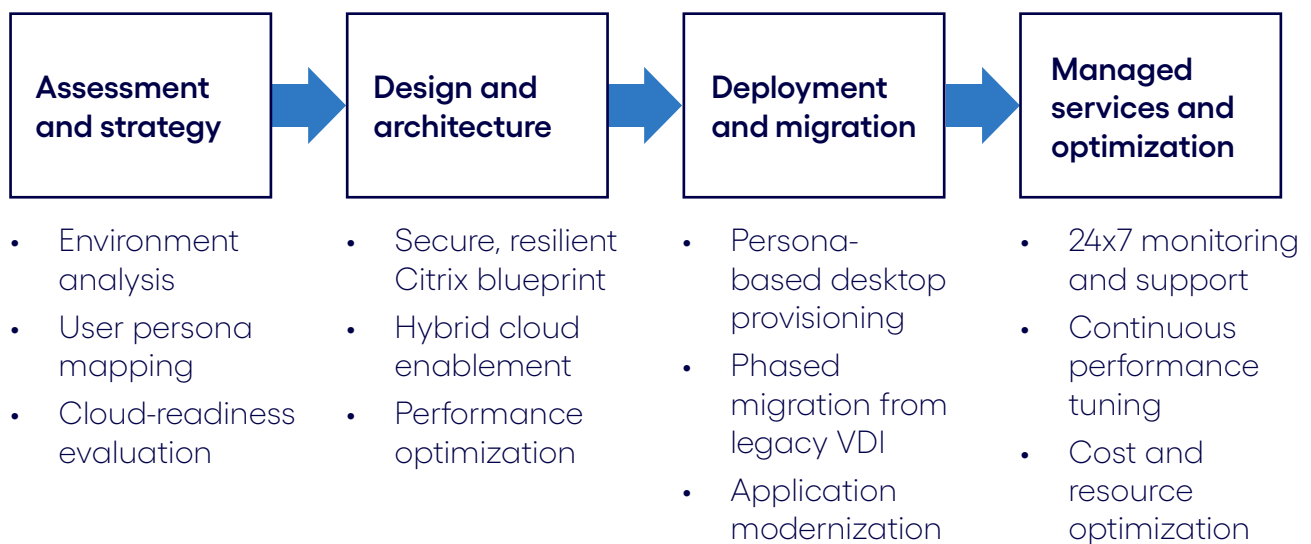 Assessment
and strategy
Design and
architecture
Deployment
and migration
Managed
services and
optimization
• Environment
analysis
• User persona
mapping
• Cloud-readiness
evaluation
• Secure, resilient
Citrix blueprint
• Hybrid cloud
enablement
• Performance
optimization
• Persona-
based desktop
provisioning
• Phased
migration from
legacy VDI
• Application
modernization
• 24x7 monitoring
and support
• Continuous
performance
tuning
• Cost and
resource
optimization